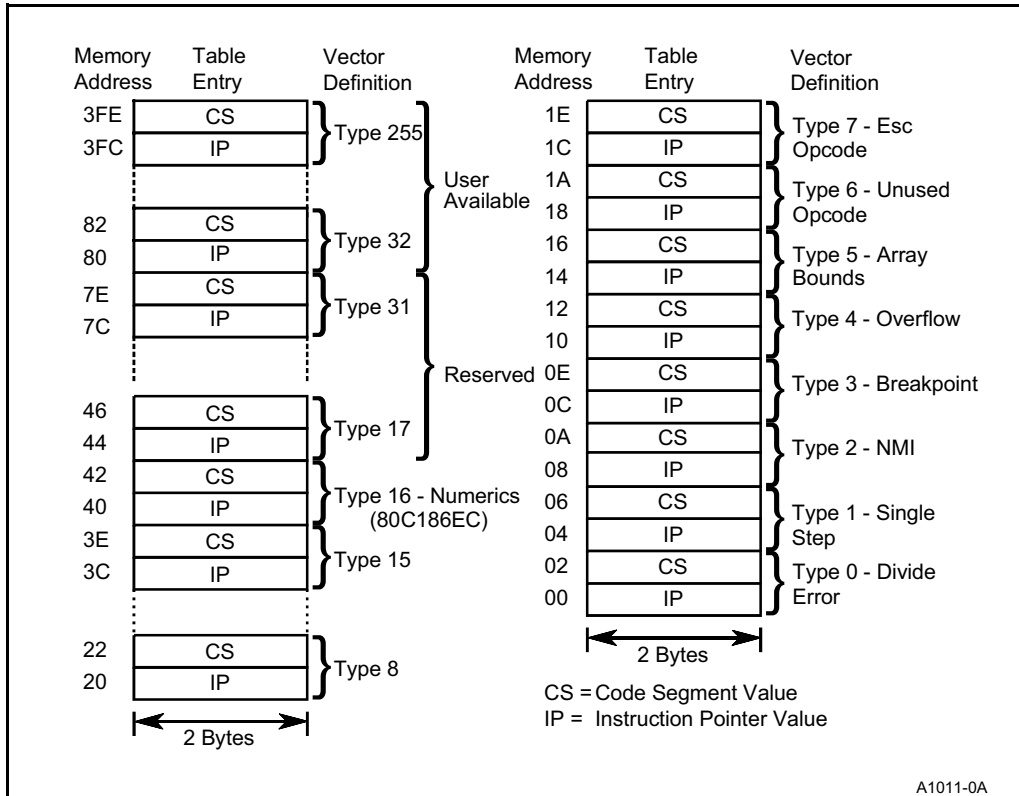 Memory Address Table Entry Vector Definition
3FE CS
3FC IP
Type 255
82 CS
80 IP
Type 32
User Available
7E CS
7C IP
Type 31
46 CS
44 IP
Type 17
Reserved
42 CS
40 IP
Type 16 - Numerics
(80C186EC)
3E CS
3C IP
Type 15
22 CS
20 IP
Type 8
2 Bytes
Memory Address Table Entry Vector Definition
1E CS
1C IP
Type 7 - Esc
Opcode
1A CS
18 IP
Type 6 - Unused
Opcode
16 CS
14 IP
Type 5 - Array
Bounds
12 CS
10 IP
Type 4 - Overflow
0E CS
0C IP
Type 3 - Breakpoint
0A CS
08 IP
Type 2 - NMI
06 CS
04 IP
Type 1 - Single
Step
02 CS
00 IP
Type 0 - Divide
Error
2 Bytes
CS = Code Segment Value
IP = Instruction Pointer Value
A1011-0A